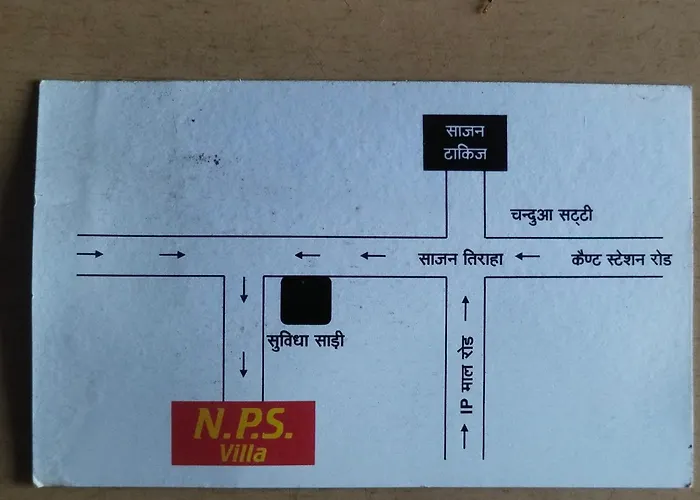 साजन
टाकिज
चन्दुआ सट्टी
साजन तिराहा
कैण्ट स्टेशन रोड
सुविधा साड़ी
IP माल रोड
N.P.S.
Villa